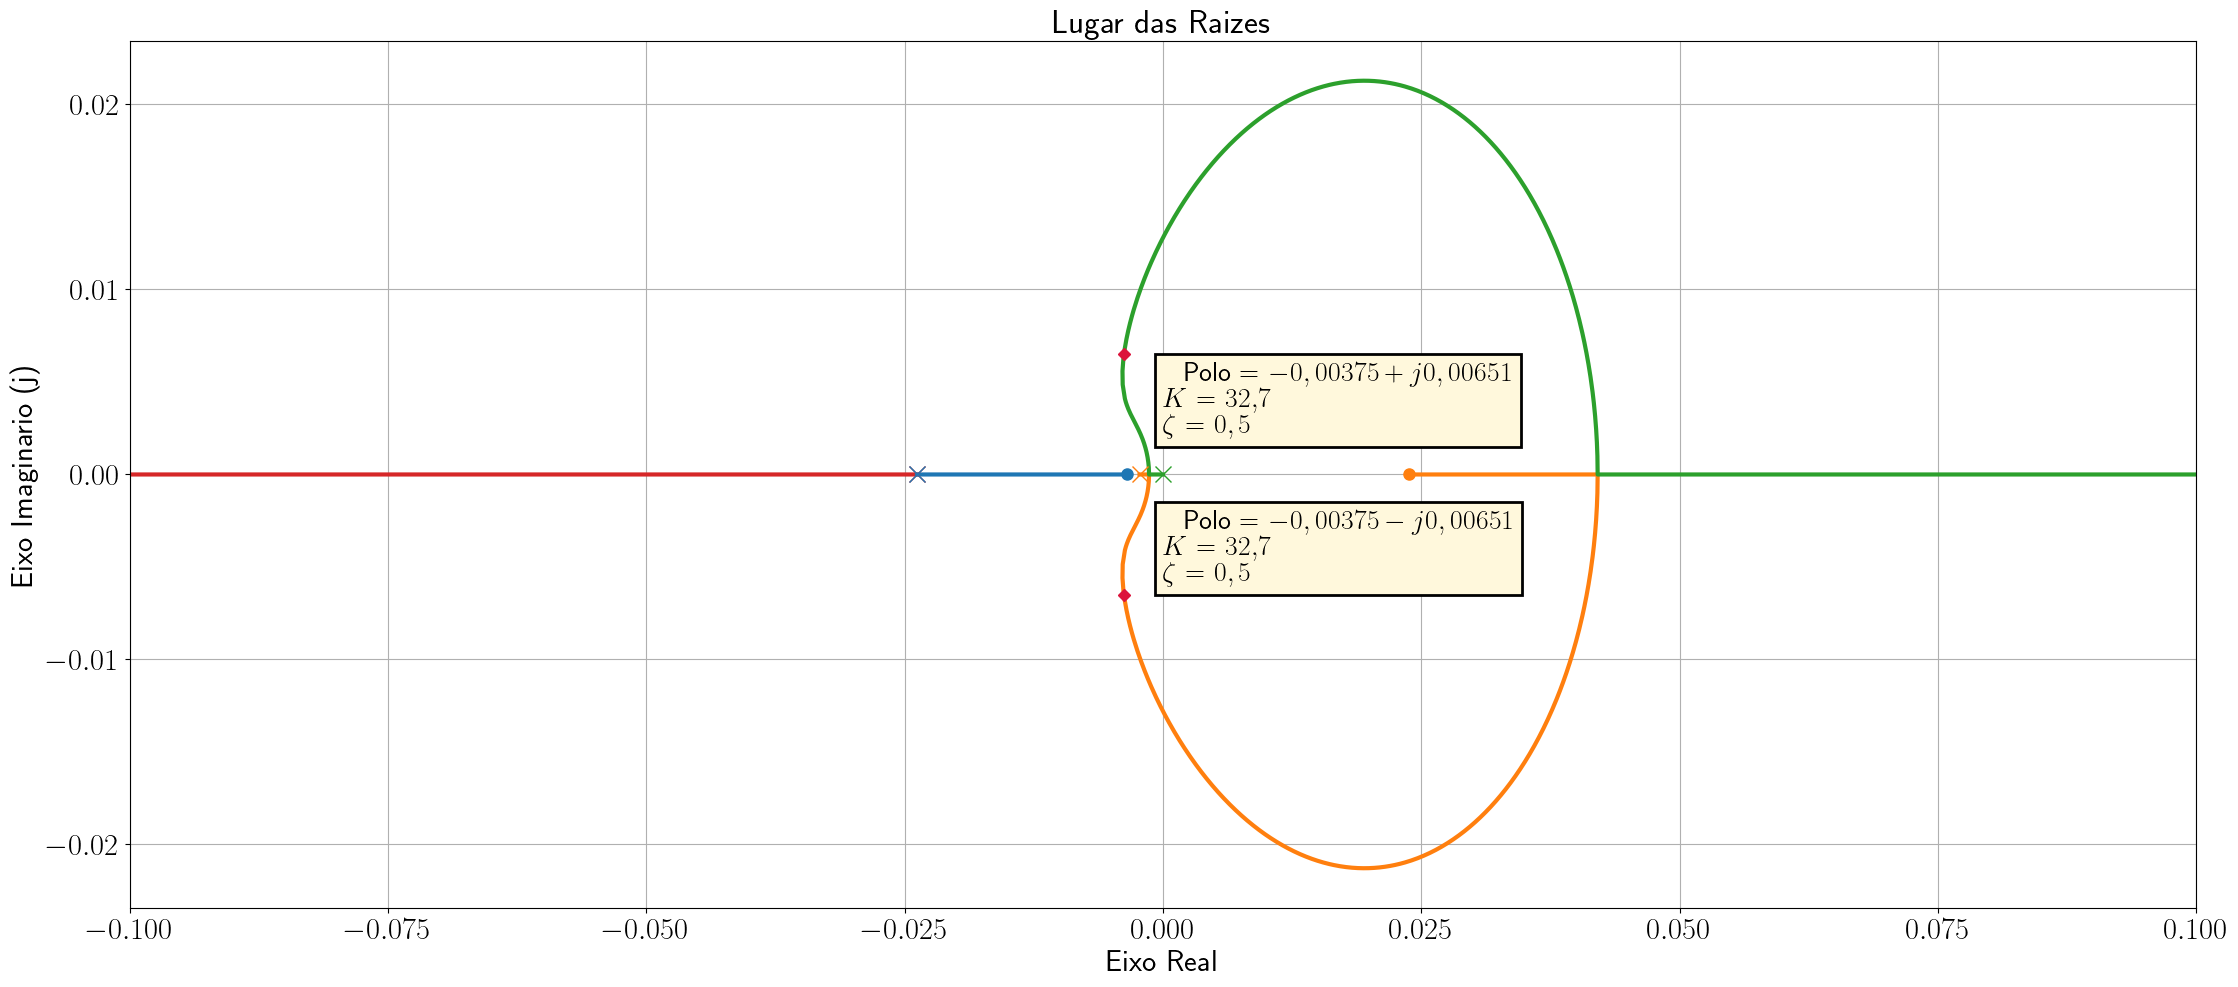 Lugar das Raizes
Eixo Imaginario (j)
0.02
0.01
0.00
−0.01
−0.02
Polo = −0,00375 + j0,00651
K = 32,7
ζ = 0,5
Polo = −0,00375 − j0,00651
K = 32,7
ζ = 0,5
−0.100 −0.075 −0.050 −0.025 0.000 0.025 0.050 0.075 0.100
Eixo Real